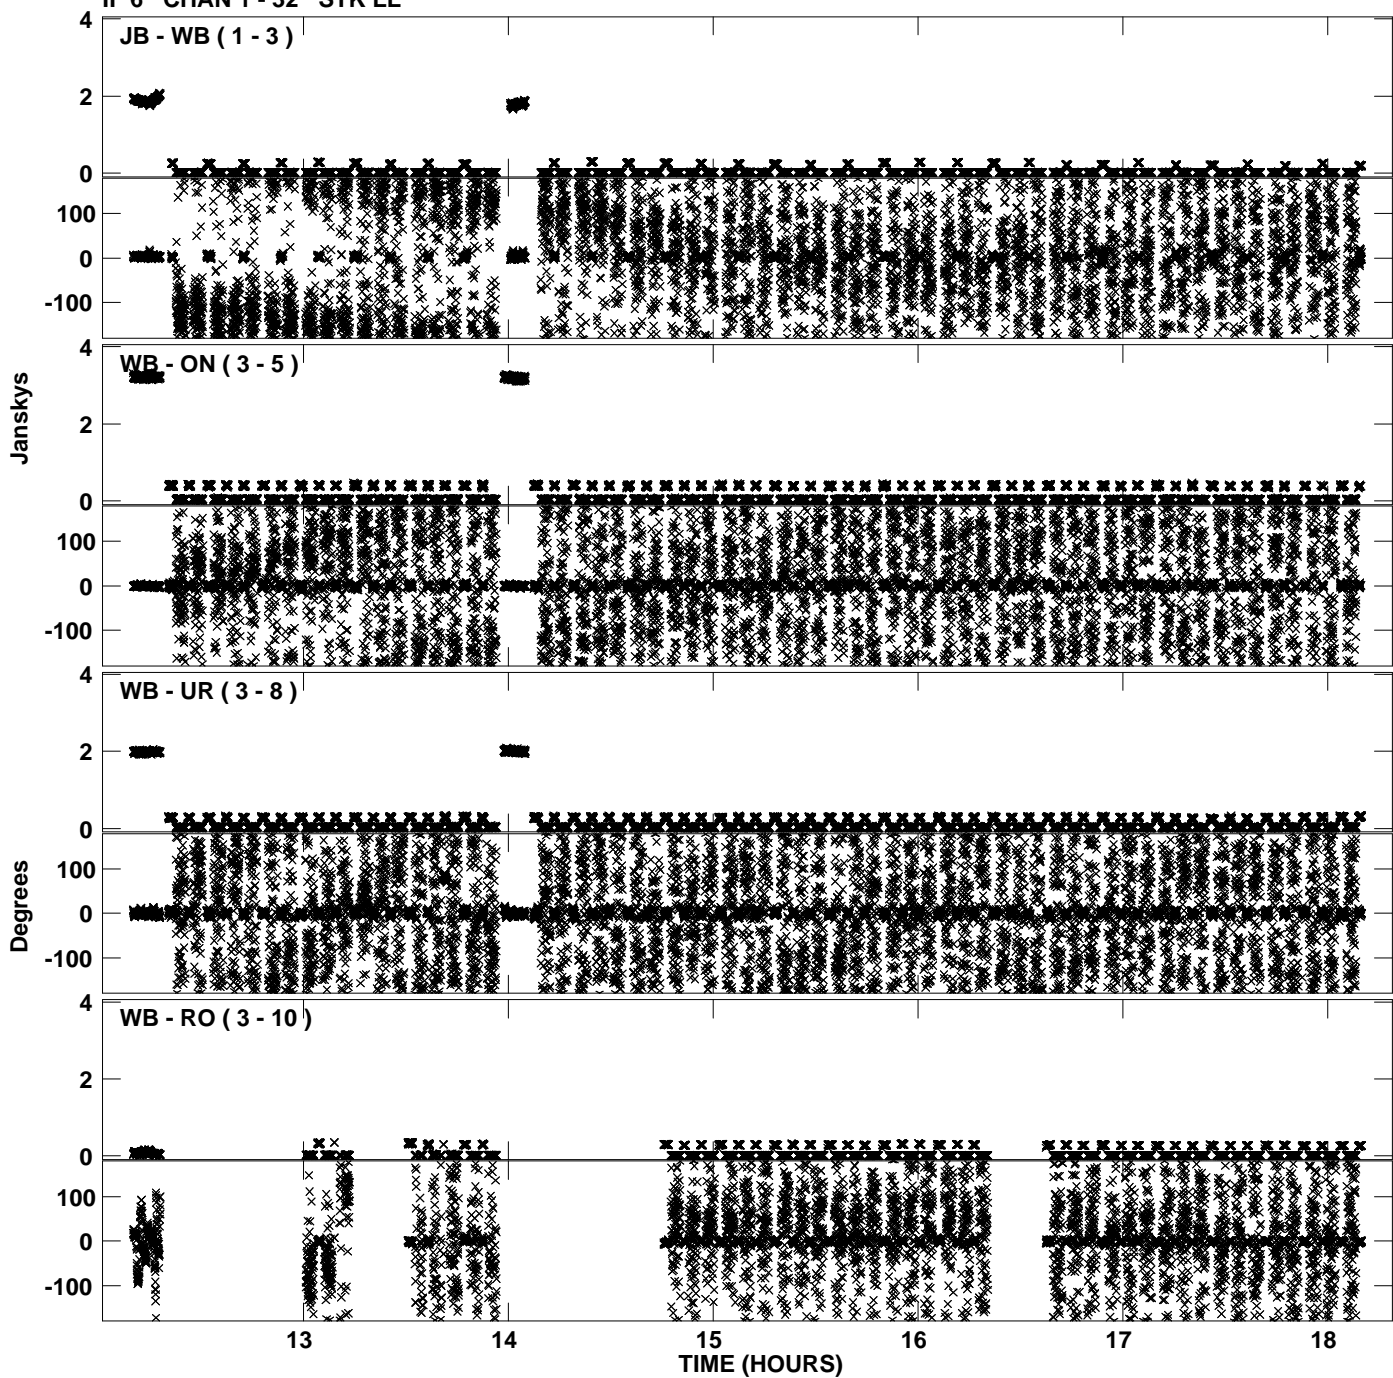 IF 6 CHAN 1 - 32 STK LL
4
JB - WB ( 1 - 3 )
2
0
100
0
-100
4
WB - ON ( 3 - 5 )
2
0
100
0
-100
4
WB - UR ( 3 - 8 )
2
0
100
0
-100
4
WB - RO ( 3 - 10 )
2
0
100
0
-100
Janskys
Degrees
13 14 15 16 17 18
TIME (HOURS)